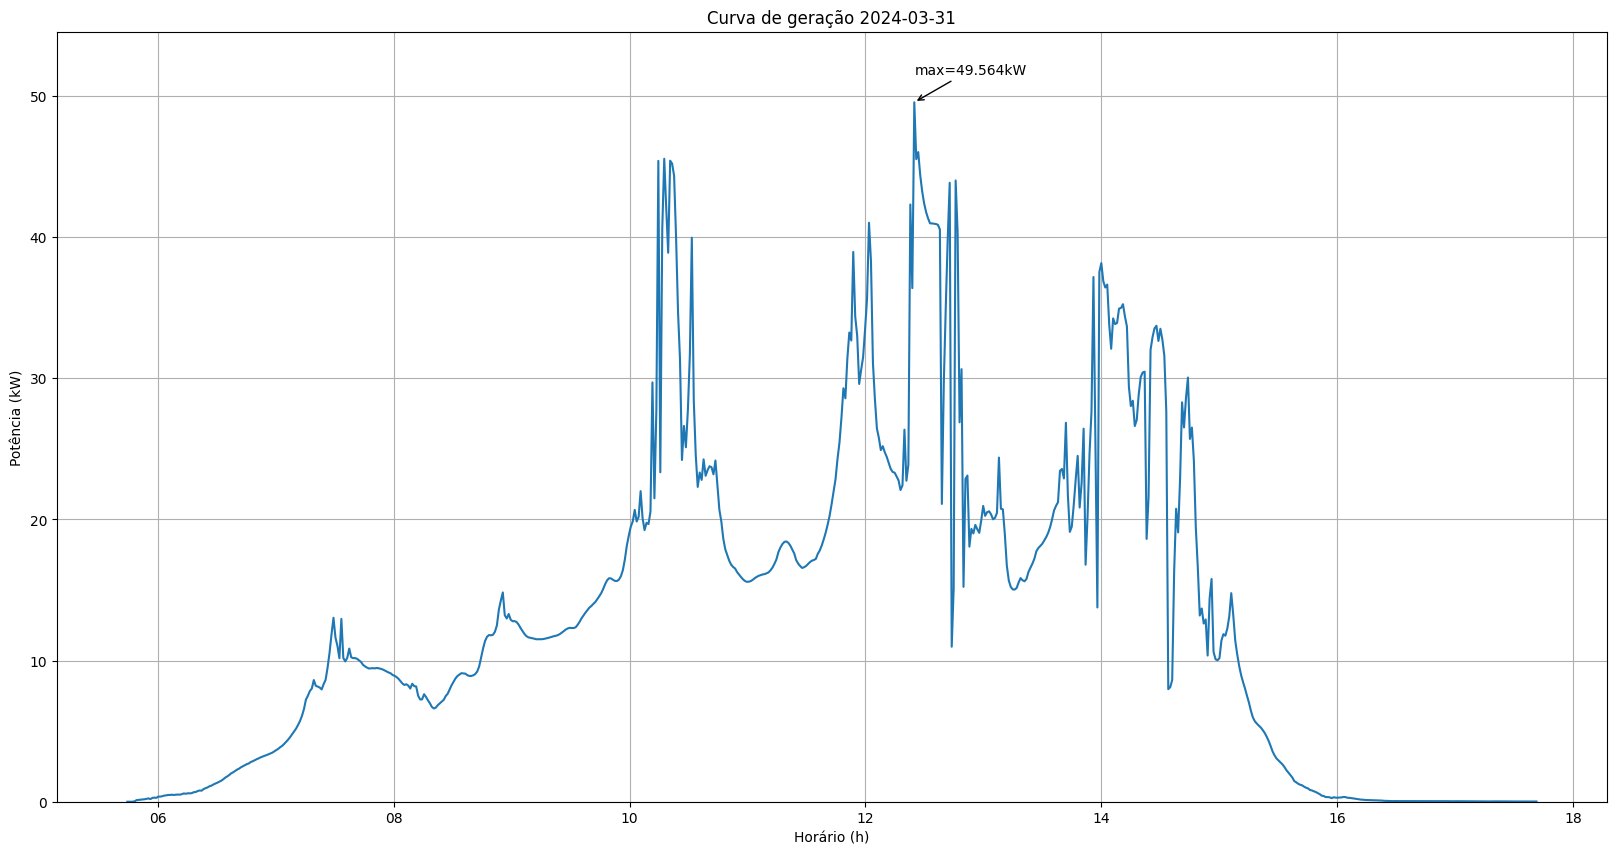 Curva de geração 2024-03-31
max=49.564kW
50
40
30
20
10
0
Potência (kW)
06 08 10 12 14 16 18
Horário (h)